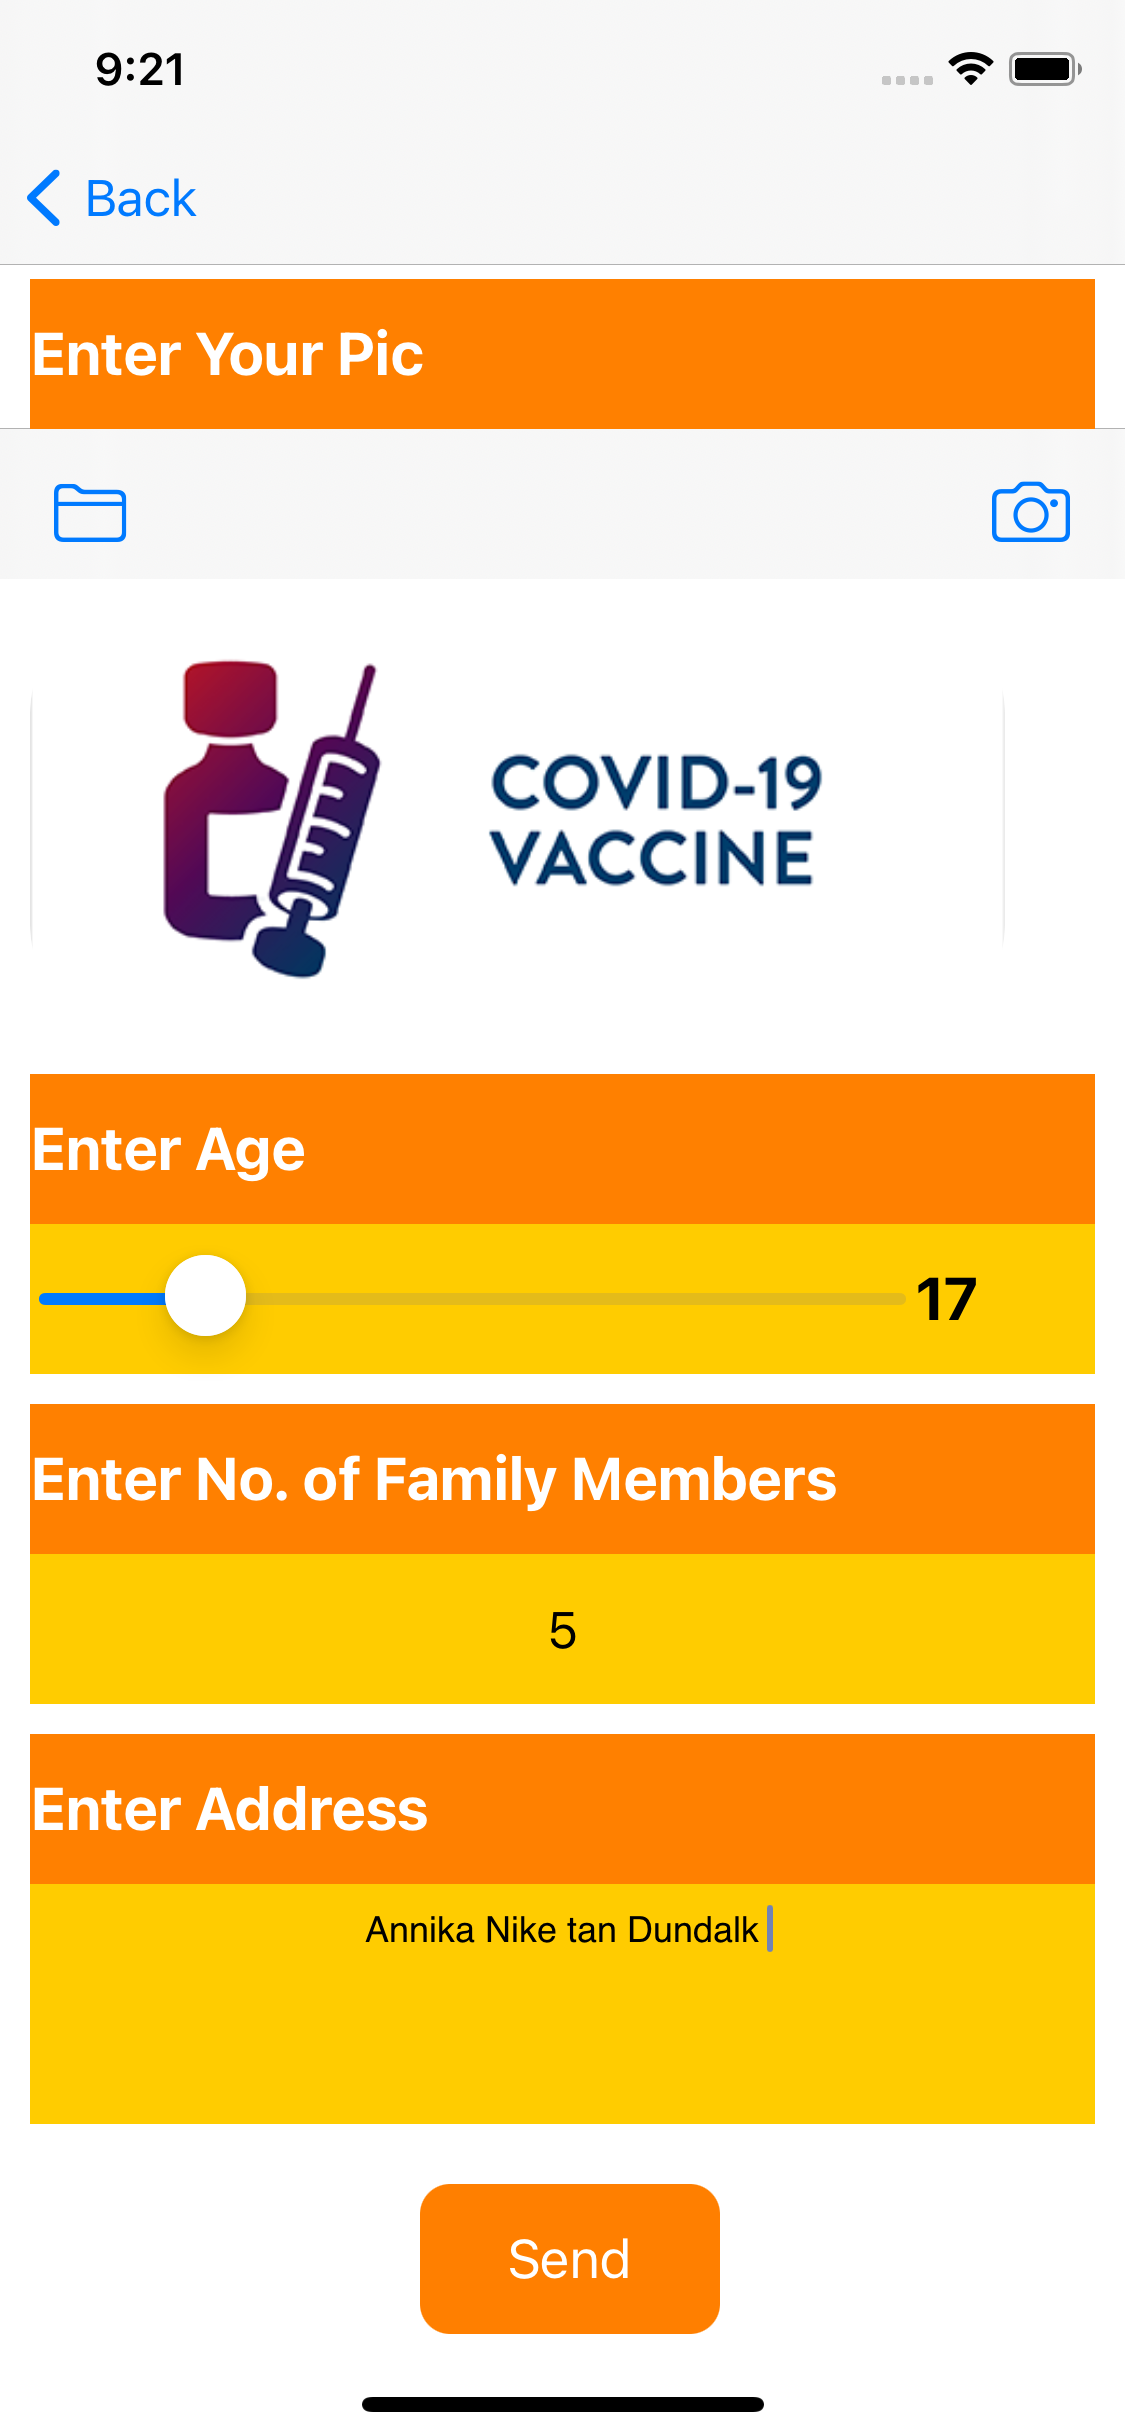 9:21
Back
Enter Your Pic
COVID-19
VACCINE
Enter Age
17
Enter No. of Family Members
5
Enter Address
Annika Nike tan Dundalk
Send